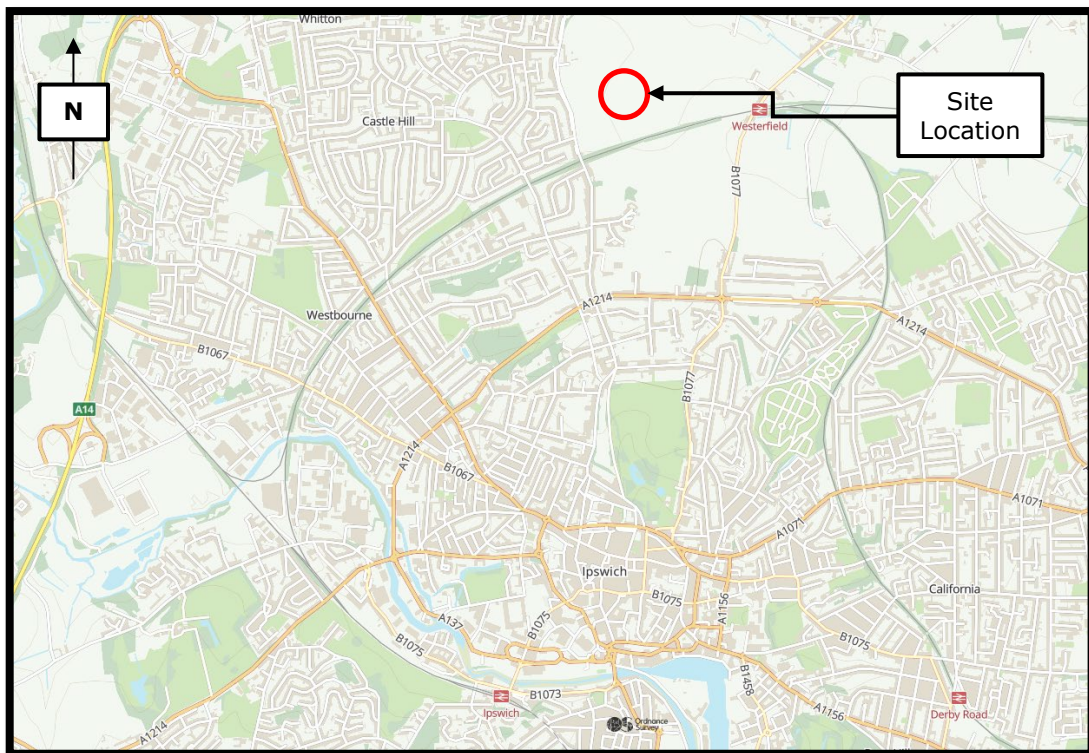 Whitton
N
Castle Hill
Westerfield
Site
Location
B1077
A1214
Westbourne
A1214
B1067
B1077
A14
A1214
B1067
A1071
A1071
Ipswich
California
B1075
A1156
B1075
A137
B1075
B1075
B1458
B1073
Ipswich
Derby Road
A1214
A1156
Ordnance
Survey